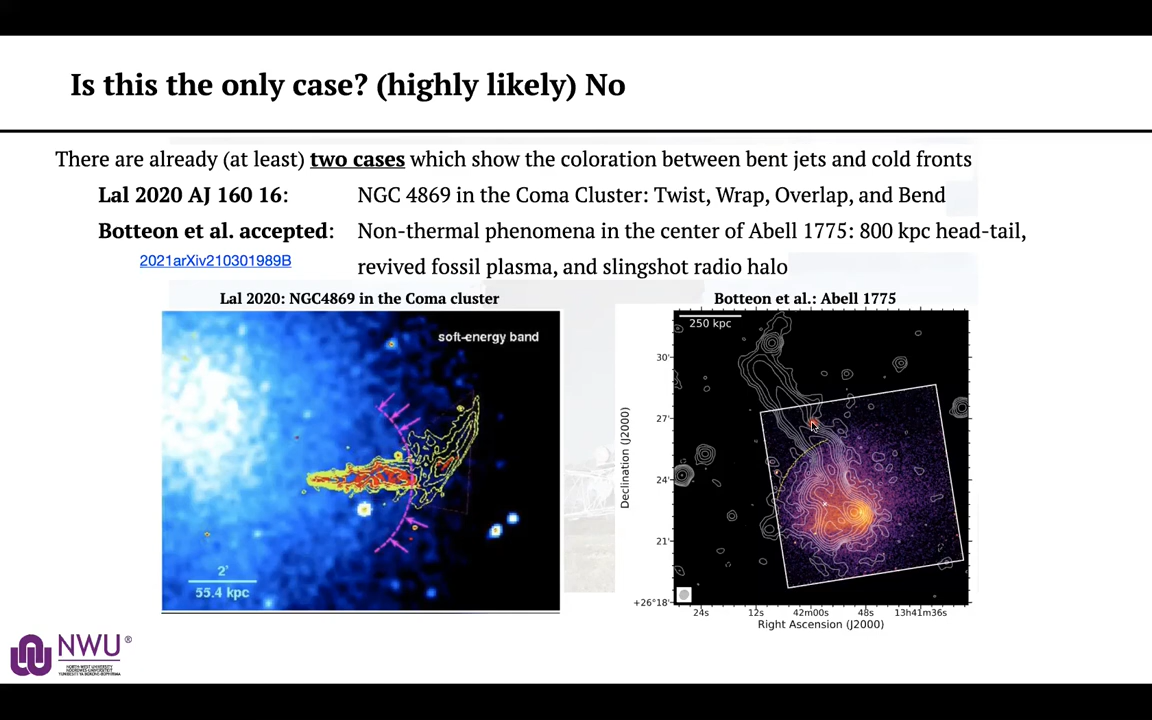 Is this the only case? (highly likely) No
There are already (at least) two cases which show the coloration between bent jets and cold fronts
Lal 2020 AJ 160 16: NGC 4869 in the Coma Cluster: Twist, Wrap, Overlap, and Bend
Botteon et al. accepted: Non-thermal phenomena in the center of Abell 1775: 800 kpc head-tail,
2021arXiv210301989B revived fossil plasma, and slingshot radio halo
Lal 2020: NGC4869 in the Coma cluster
soft-energy band
2'
55.4 kpc
Botteon et al.: Abell 1775
250 kpc
30'
27'
24'
21'
+26°18'
Declination (J2000)
24s 12s 42m00s 48s 13h41m36s
Right Ascension (J2000)
NWU®